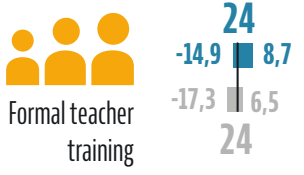 24
-14,9 8,7
Formal teacher
training
-17,3 6,5
24